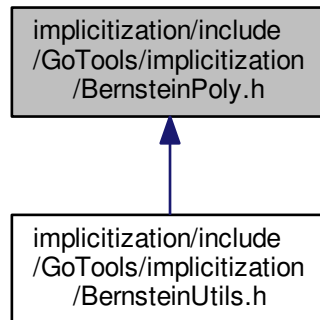 implicitization/include
/GoTools/implicitization
/BernsteinPoly.h
implicitization/include
/GoTools/implicitization
/BernsteinUtils.h